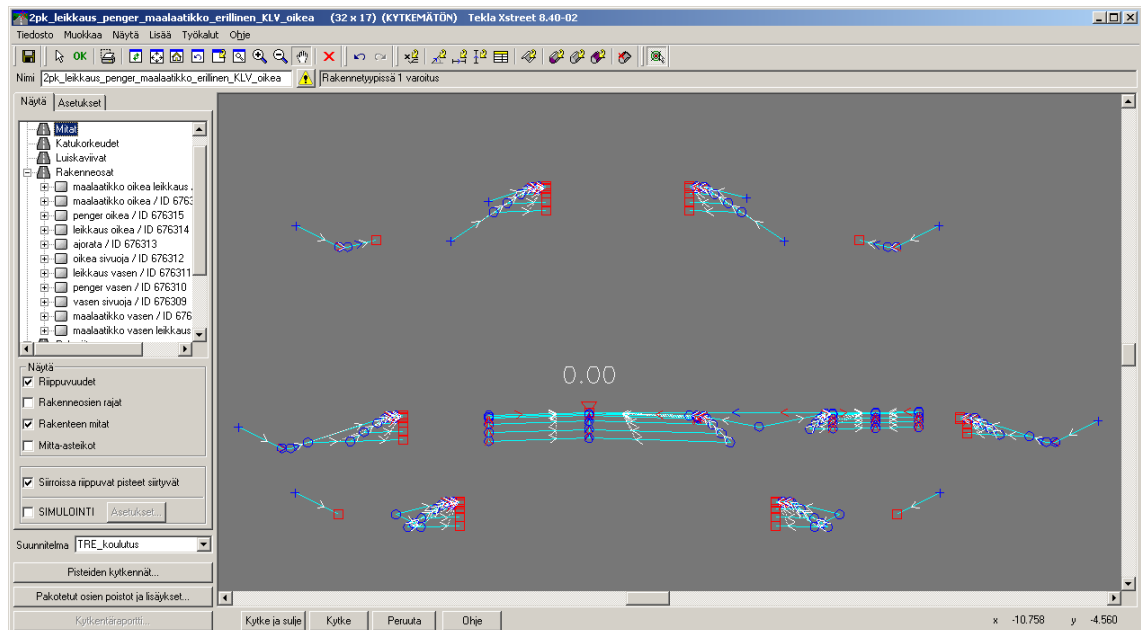 2pk_leikkaus_penger_maalaatikko_erillinen_KLV_oikea (32 x 17) (KYTKEMÄTÖN) Tekla Xstreet 8.40-02
Tiedosto Muokkaa Näytä Lisää Työkalut Ohje
OK
Nimi 2pk_leikkaus_penger_maalaatikko_erillinen_KLV_oikea Rakennetyypissä 1 varoitus
Näytä Asetukset
Mitat
Katukorkeudet
Luiskaviivat
Rakenneosat
maalaatikko oikea leikkaus
maalaatikko oikea / ID 6763
penger oikea / ID 676315
leikkaus oikea / ID 676314
ajorata / ID 676313
oikea sivuoja / ID 676312
leikkaus vasen / ID 676311
penger vasen / ID 676310
vasen sivuoja / ID 676309
maalaatikko vasen / ID 676
maalaatikko vasen leikkaus
0.00
Näytä
Riippuvuudet
Rakenneosien rajat
Rakenteen mitat
Mitta-asteikot
Siirroissa riippuvat pisteet siirtyvät
SIMULOINTI Asetukset...
Suunnitelma TRE_koulutus
Pisteiden kytkennät...
Pakotetut osien poistot ja lisäykset...
Kytkentäraportti... Kytke ja sulje Kytke Peruuta Ohje x -10.758 y -4.560